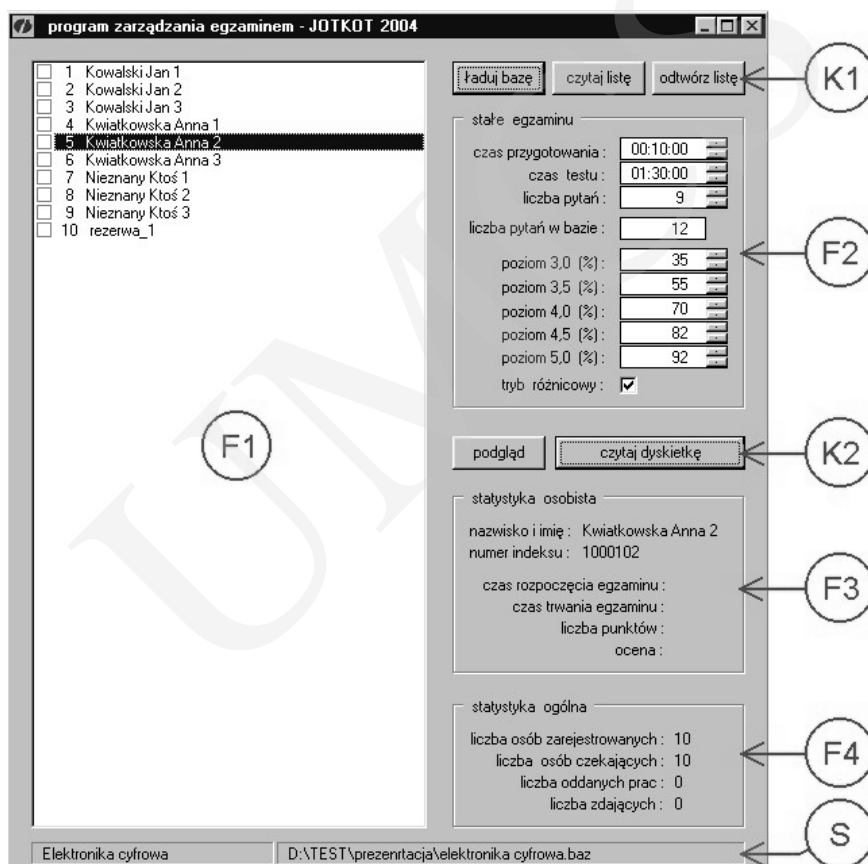 program zarządzania egzaminem - JOTKOT 2004
1 Kowalski Jan 1
2 Kowalski Jan 2
3 Kowalski Jan 3
4 Kwiatkowska Anna 1
5 Kwiatkowska Anna 2
6 Kwiatkowska Anna 3
7 Nieznany Ktoś 1
8 Nieznany Ktoś 2
9 Nieznany Ktoś 3
10 rezerwa_1
F1
ładuj bazę czytaj listę odtwórz listę
K1
stałe egzaminu
czas przygotowania : 00:10:00
czas testu : 01:30:00
liczba pytań : 9
liczba pytań w bazie : 12
F2
poziom 3,0 (%) : 35
poziom 3,5 (%) : 55
poziom 4,0 (%) : 70
poziom 4,5 (%) : 82
poziom 5,0 (%) : 92
tryb różnicowy :
podgląd czytaj dyskietkę
K2
statystyka osobista
nazwisko i imię : Kwiatkowska Anna 2
numer indeksu : 1000102
czas rozpoczęcia egzaminu :
F3
czas trwania egzaminu :
liczba punktów :
ocena :
statystyka ogólna
liczba osób zarejestrowanych : 10
liczba osób czekających : 10
F4
liczba oddanych prac : 0
liczba zdających : 0
Elektronika cyfrowa D:\TEST\prezenrtacja\elektronika cyfrowa.baz
S
UMCS